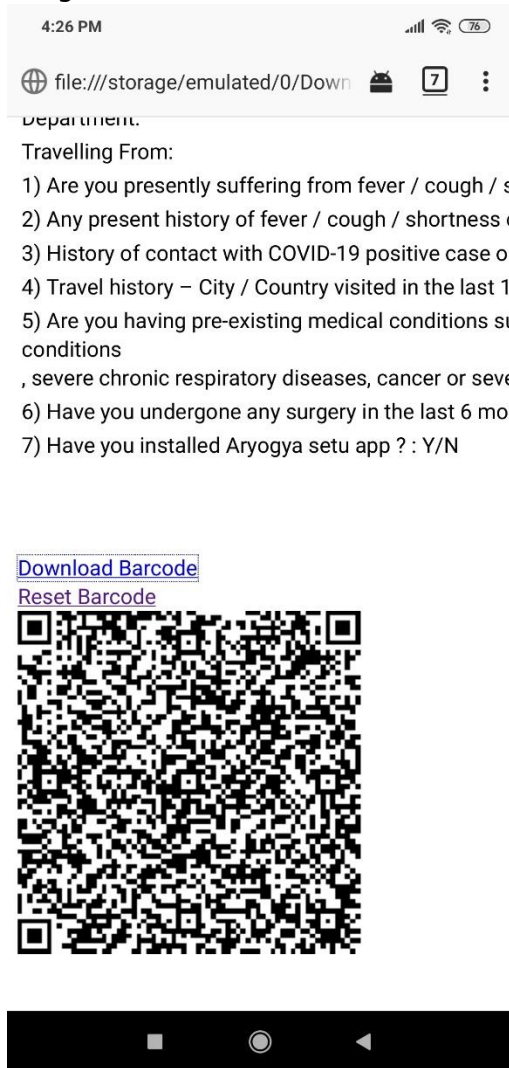 4:26 PM
76
file:///storage/emulated/0/Down
7
Department:
Travelling From:
1) Are you presently suffering from fever / cough / s
2) Any present history of fever / cough / shortness
3) History of contact with COVID-19 positive case o
4) Travel history – City / Country visited in the last 1
5) Are you having pre-existing medical conditions su
conditions
, severe chronic respiratory diseases, cancer or seve
6) Have you undergone any surgery in the last 6 mo
7) Have you installed Aryogya setu app ? : Y/N
Download Barcode
Reset Barcode